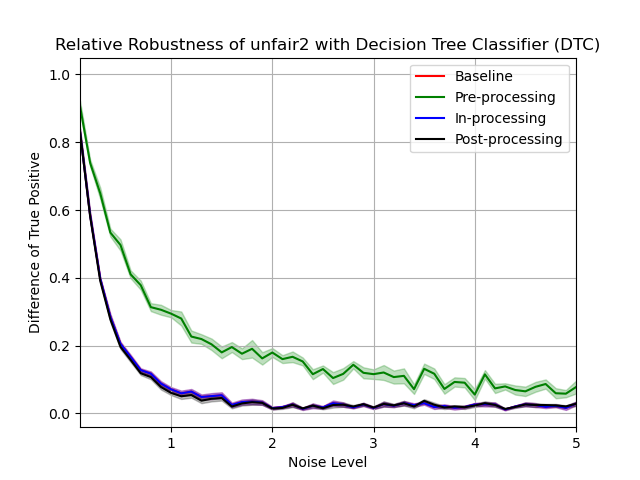 Relative Robustness of unfair2 with Decision Tree Classifier (DTC)
1.0
0.8
0.6
0.4
0.2
0.0
Difference of True Positive
Baseline
Pre-processing
In-processing
Post-processing
1 2 3 4 5
Noise Level